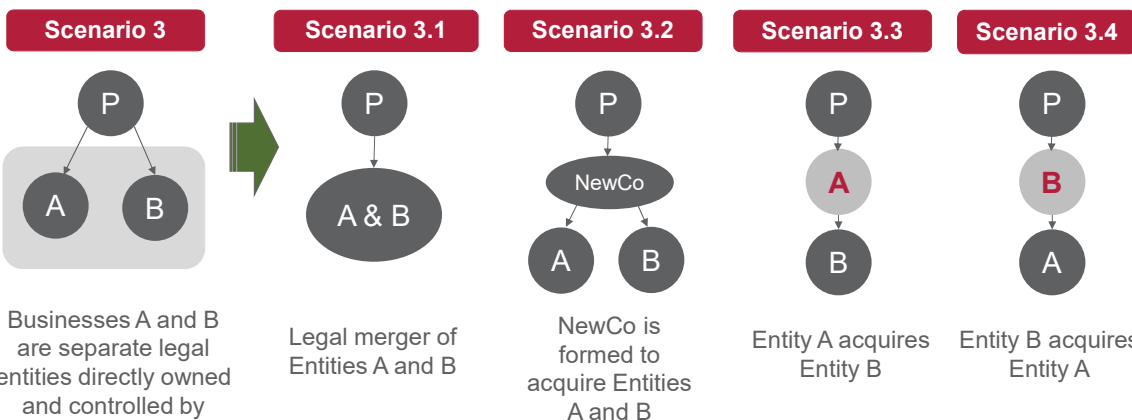 Scenario 3
P
A
B
Businesses A and B
are separate legal
entities directly owned
and controlled by
Scenario 3.1
P
A & B
Legal merger of
Entities A and B
Scenario 3.2
P
NewCo
A
B
NewCo is
formed to
acquire Entities
A and B
Scenario 3.3
P
A
B
Entity A acquires
Entity B
Scenario 3.4
P
B
A
Entity B acquires
Entity A